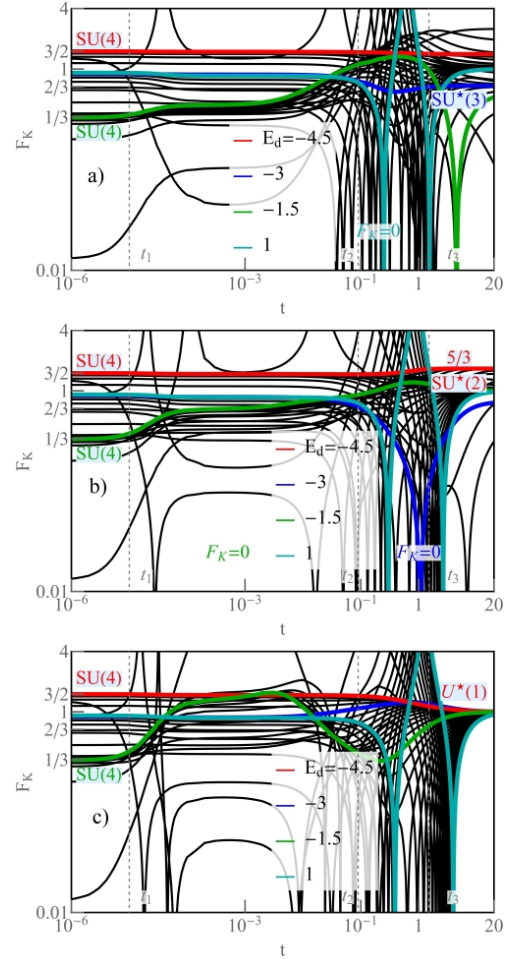 4
SU(4)
3/2
1
2/3
SU*(3)
1/3
SU(4)
F_K
E_d=−4.5
a)
−3
−1.5
F_K=0
1
t_1
t_2
t_3
0.01
10^−6
10^−3
10^−1
1
20
t
4
SU(4)
5/3
3/2
SU*(2)
1
2/3
1/3
SU(4)
F_K
E_d=−4.5
b)
−3
−1.5
F_K=0
F_K=0
1
t_1
t_2
t_3
0.01
10^−6
10^−3
10^−1
1
20
t
4
SU(4)
U*(1)
3/2
1
2/3
1/3
SU(4)
F_K
E_d=−4.5
c)
−3
−1.5
1
t_1
t_2
t_3
0.01
10^−6
10^−3
10^−1
1
20
t